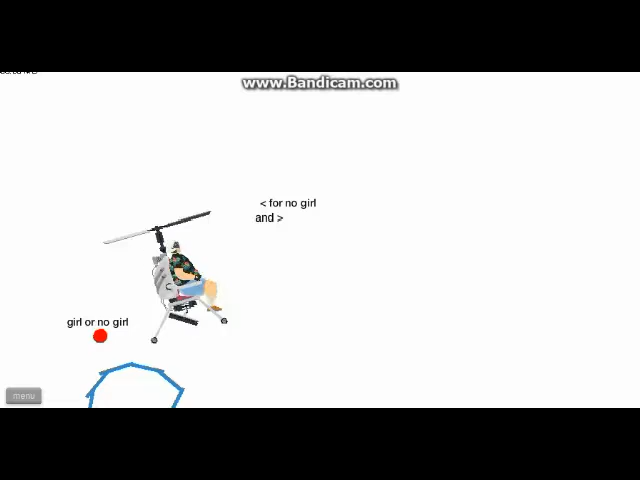 www.Bandicam.com
< for no girl
and >
girl or no girl
menu